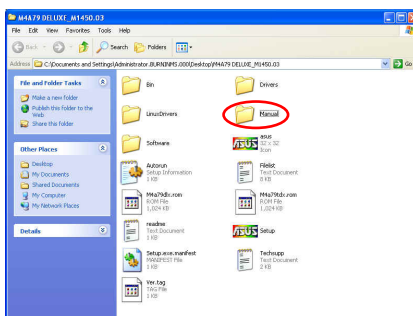 M4A79 DELUXE_M1450.03
File Edit View Favorites Tools Help
Back Search Folders
Address C:\Documents and Settings\Administrator.BURNINMS.000\Desktop\M4A79 DELUXE_M1450.03 Go
File and Folder Tasks
Make a new folder
Publish this folder to the Web
Share this folder
Other Places
Desktop
My Documents
Shared Documents
My Computer
My Network Places
Details
Bin
Drivers
LinuxDrivers
Manual
Software
ASUS
asus
32 x 32
Icon
Autorun
Setup Information
1 KB
Filelist
Text Document
8 KB
M4a79dlx.rom
ROM File
1,024 KB
M4a79tdx.rom
ROM File
1,024 KB
readme
Text Document
1 KB
ASUS
Setup
Setup.exe.manifest
MANIFEST File
1 KB
Techsupp
Text Document
2 KB
Ver.tag
TAG File
1 KB